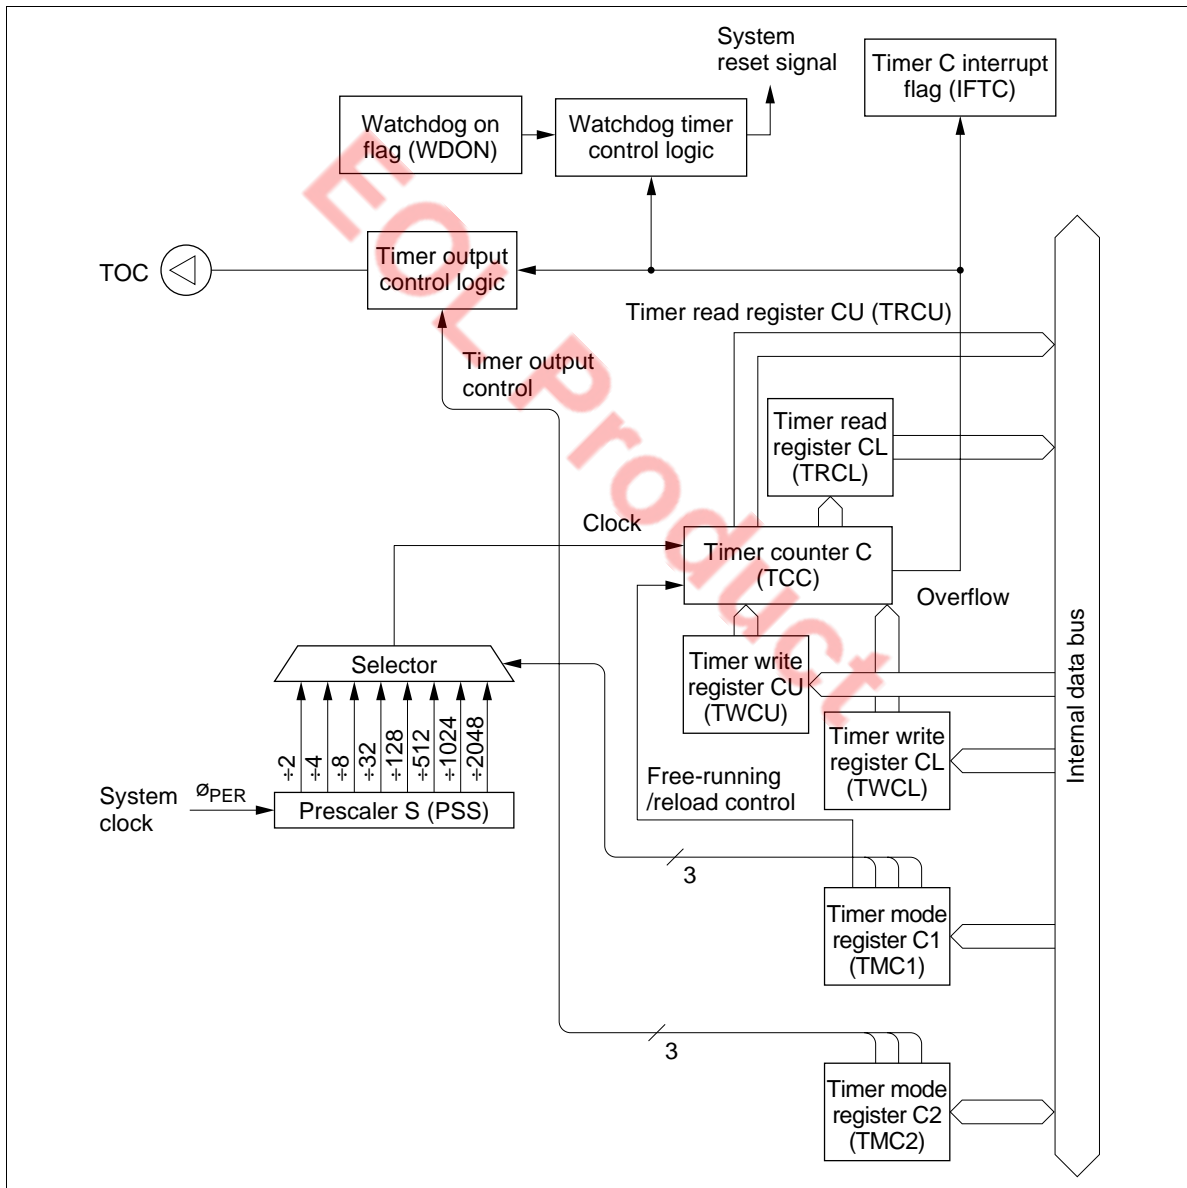 System
reset signal
Timer C interrupt
flag (IFTC)
Watchdog on
flag (WDON)
Watchdog timer
control logic
TOC
Timer output
control logic
Timer read register CU (TRCU)
Timer output
control
Timer read
register CL
(TRCL)
Clock
Timer counter C
(TCC)
Overflow
Selector
Timer write
register CU
(TWCU)
Timer write
register CL
(TWCL)
Internal data bus
÷2
÷4
÷8
÷32
÷128
÷512
÷1024
÷2048
System
clock
øPER
Prescaler S (PSS)
Free-running
/reload control
3
Timer mode
register C1
(TMC1)
3
Timer mode
register C2
(TMC2)
EOL Product